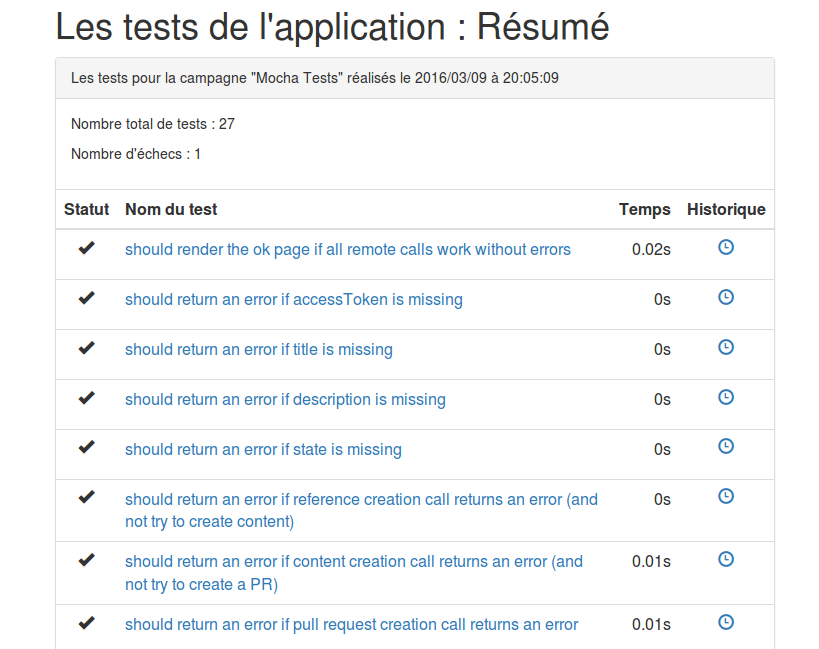 Les tests de l'application : Résumé
Les tests pour la campagne "Mocha Tests" réalisés le 2016/03/09 à 20:05:09
Nombre total de tests : 27
Nombre d'échecs : 1
Statut Nom du test Temps Historique
should render the ok page if all remote calls work without errors 0.02s
should return an error if accessToken is missing 0s
should return an error if title is missing 0s
should return an error if description is missing 0s
should return an error if state is missing 0s
should return an error if reference creation call returns an error (and 0s
not try to create content)
should return an error if content creation call returns an error (and 0.01s
not try to create a PR)
should return an error if pull request creation call returns an error 0.01s